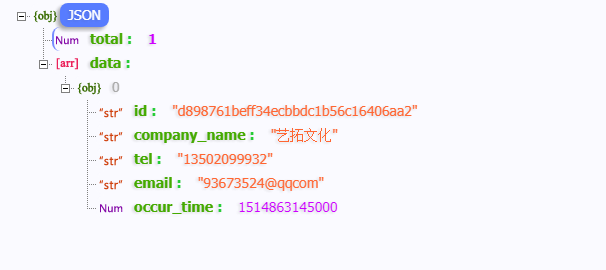 {obj} JSON
Num total : 1
[arr] data :
{obj} 0
"str" id : "d898761beff34ecbbdc1b56c16406aa2"
"str" company_name : "艺拓文化"
"str" tel : "13502099932"
"str" email : "93673524@qqcom"
Num occur_time : 1514863145000